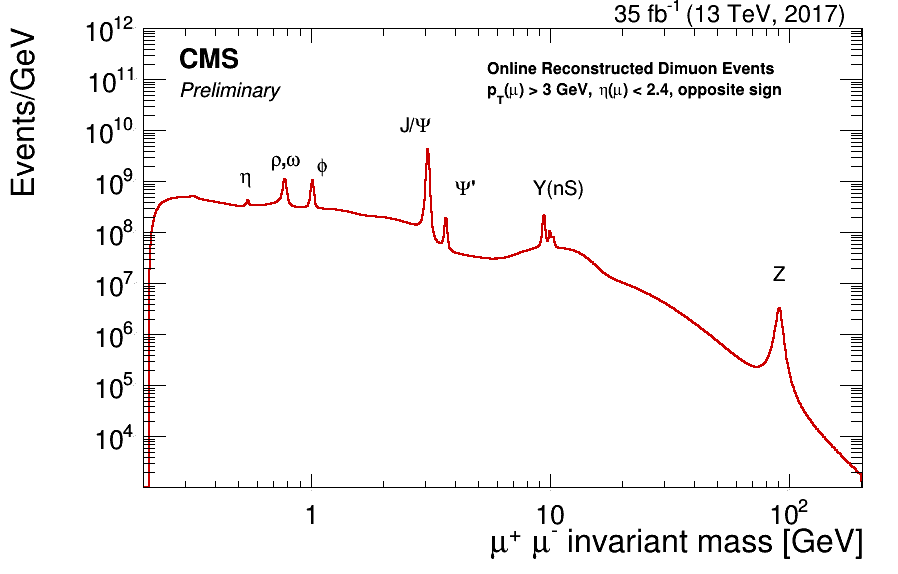 35 fb⁻¹ (13 TeV, 2017)
Events/GeV
10¹²
10¹¹
10¹⁰
10⁹
10⁸
10⁷
10⁶
10⁵
10⁴
CMS
Preliminary
Online Reconstructed Dimuon Events
p_T(μ) > 3 GeV, η(μ) < 2.4, opposite sign
η
ρ,ω
ϕ
J/Ψ
Ψ'
Υ(nS)
Z
1
10
10²
μ⁺ μ⁻ invariant mass [GeV]